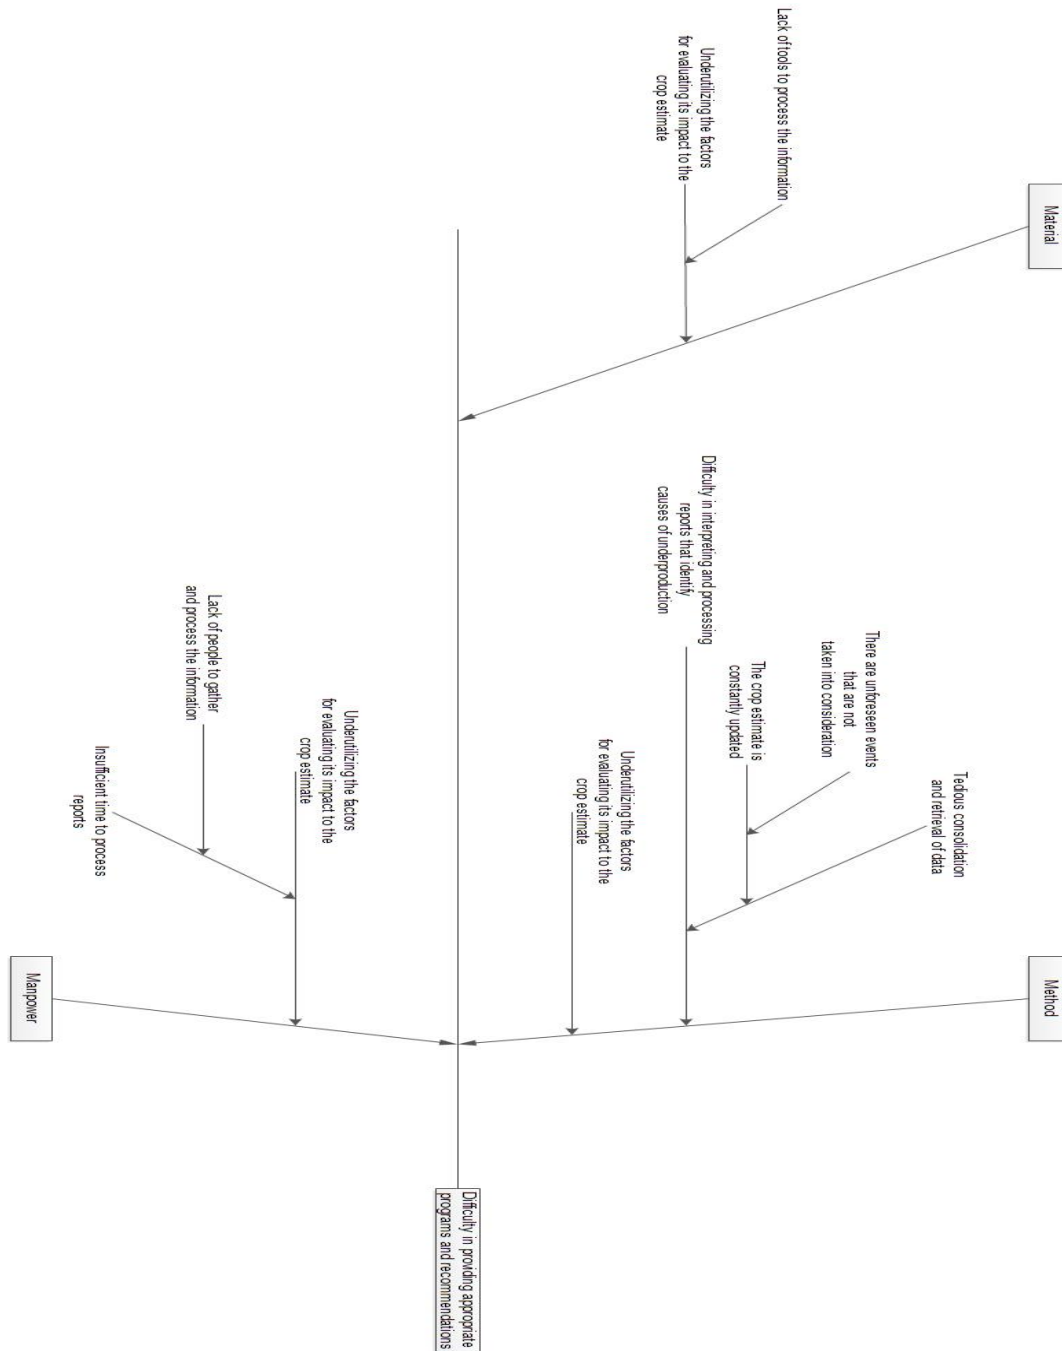 Material
Method
Lack of tools to process the information
Underutilizing the factors
for evaluating its impact to the
crop estimate
Tedious consolidation
and retrieval of data
There are unforeseen events
that are not
taken into consideration
The crop estimate is
constantly updated
Difficulty in interpreting and processing
reports that identify
causes of underproduction
Underutilizing the factors
for evaluating its impact to the
crop estimate
Difficulty in providing appropriate
programs and recommendations
Underutilizing the factors
for evaluating its impact to the
crop estimate
Lack of people to gather
and process the information
Insufficient time to process
reports
Manpower